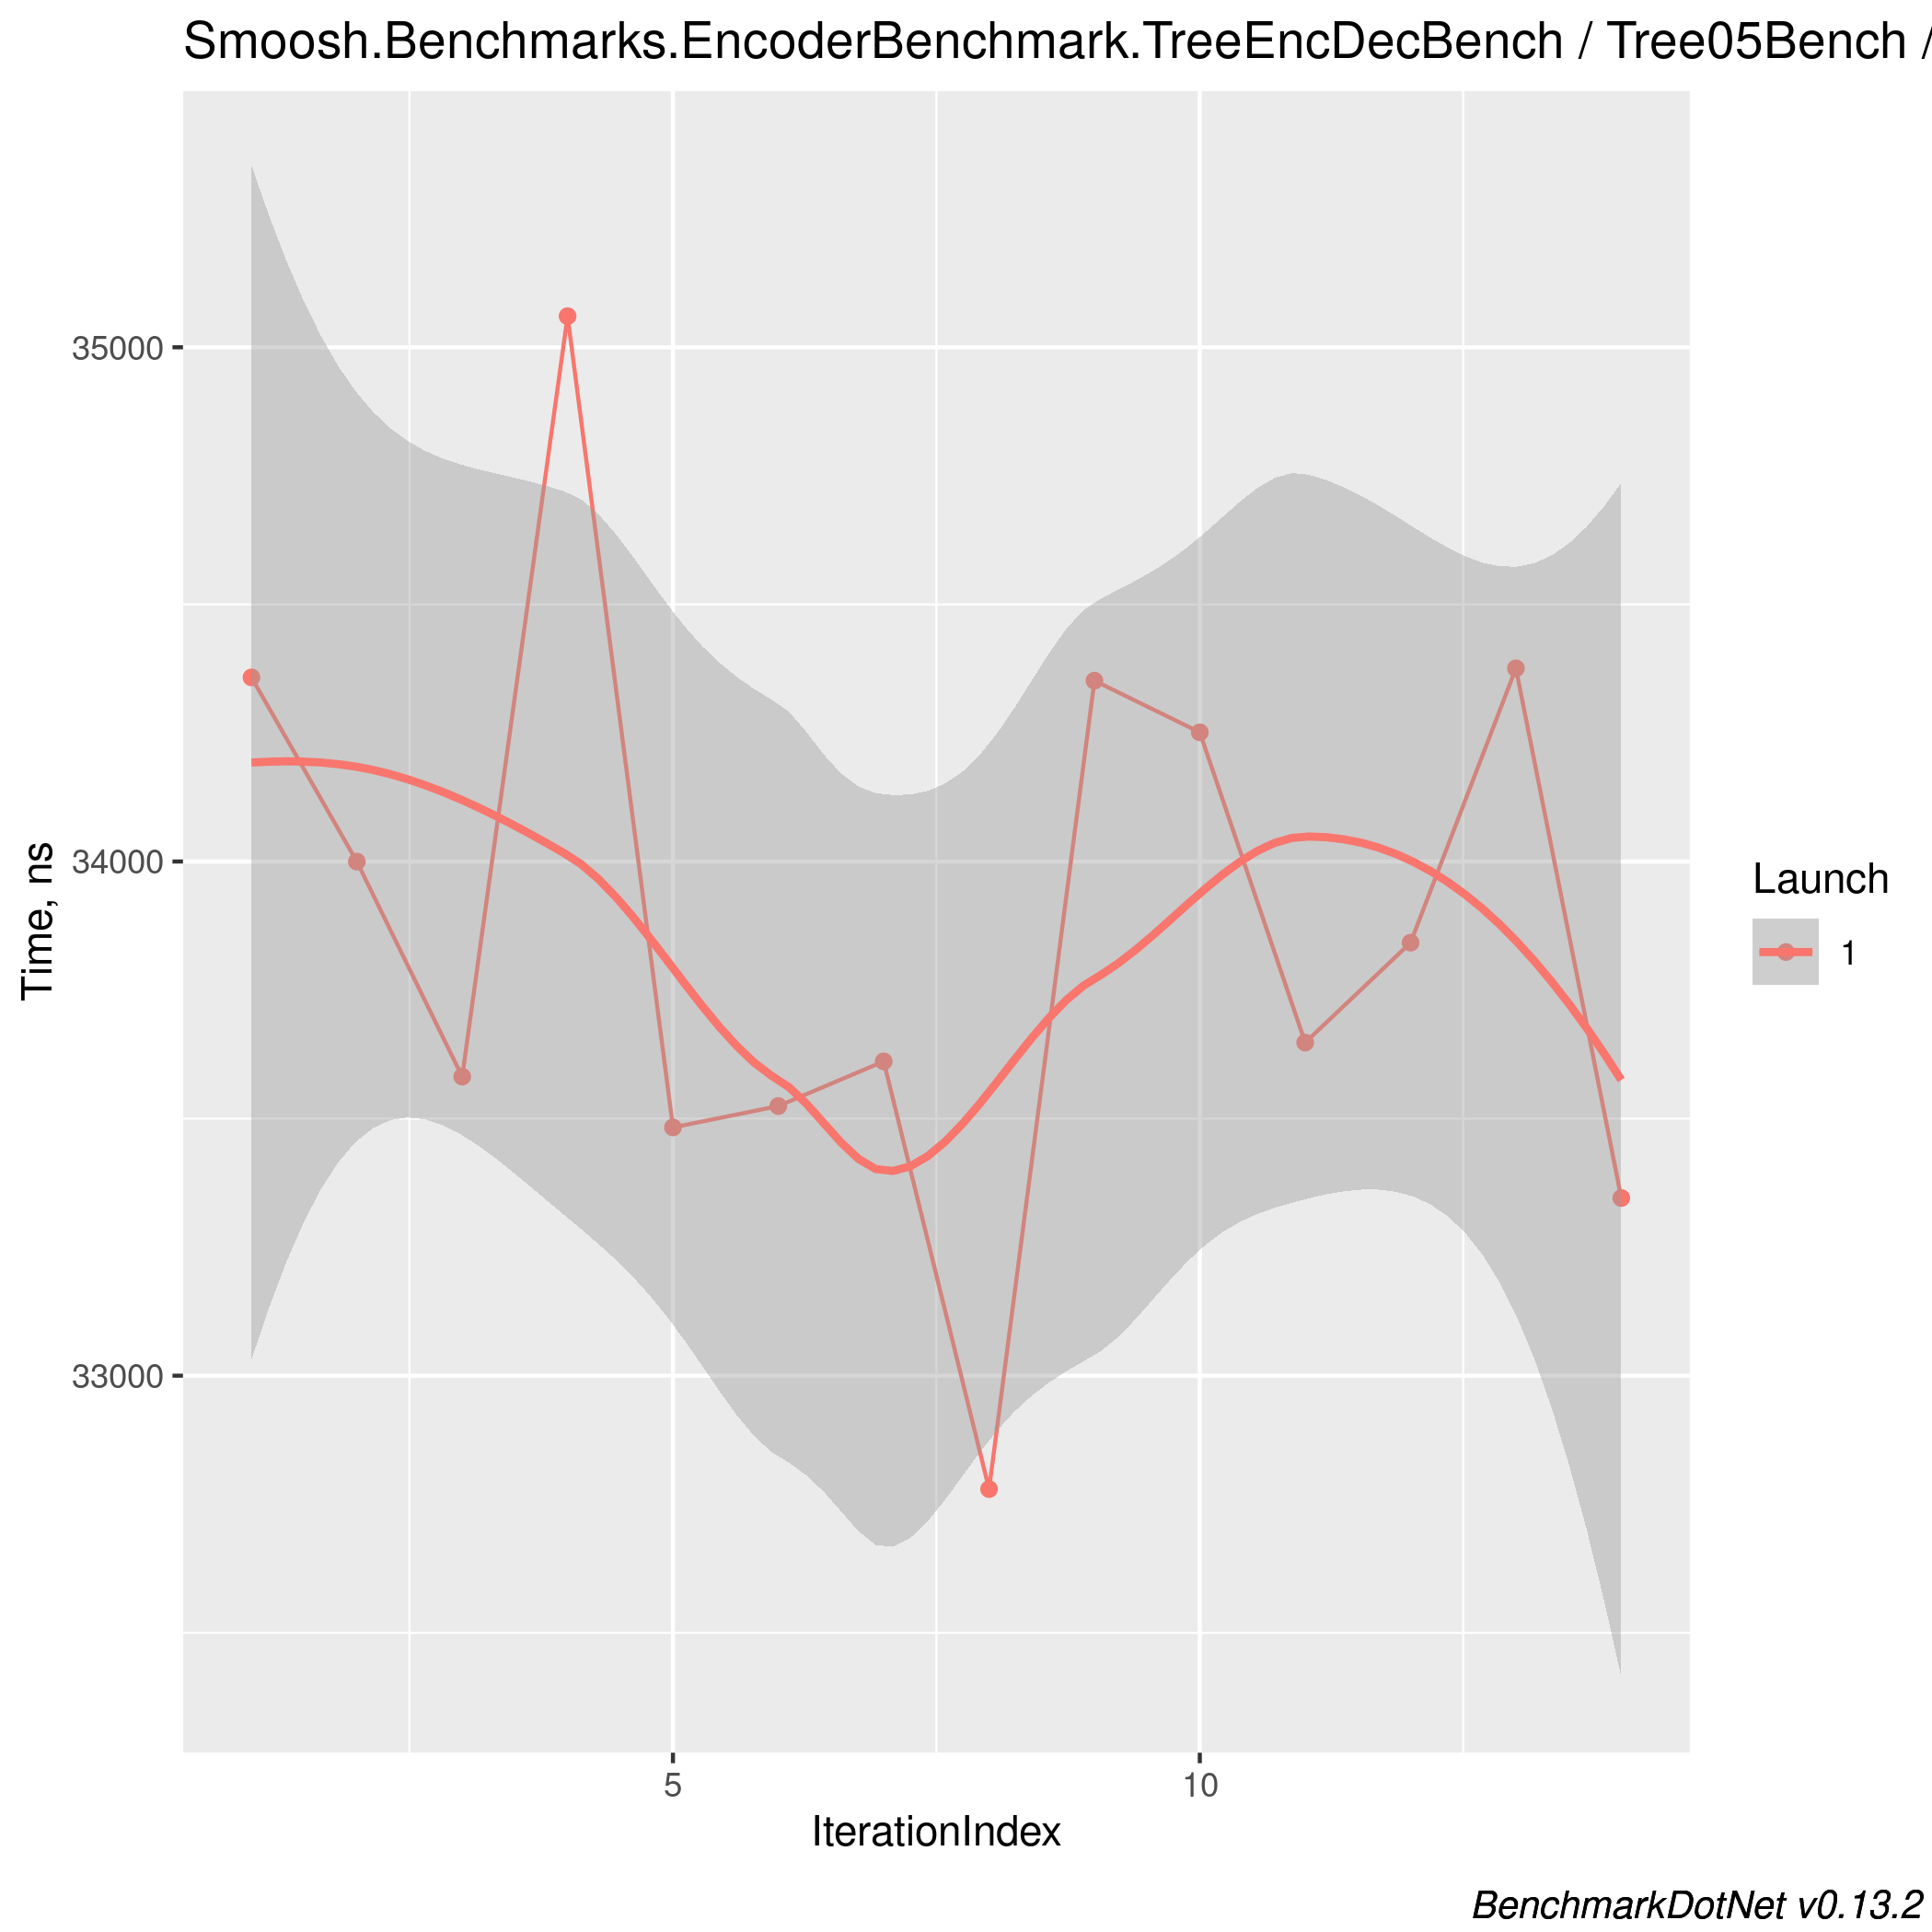 Smoosh.Benchmarks.EncoderBenchmark.TreeEncDecBench / Tree05Bench /
35000
34000
33000
Time, ns
5
10
IterationIndex
Launch
1
BenchmarkDotNet v0.13.2